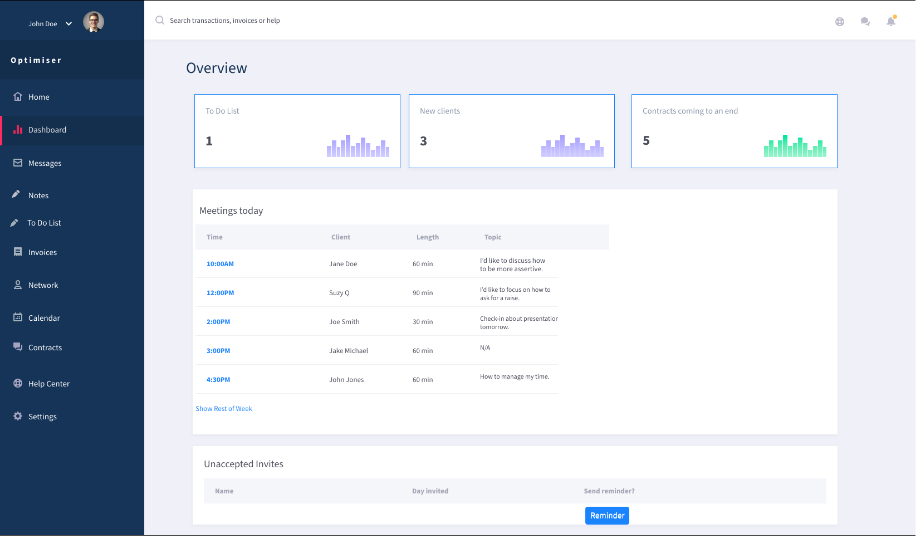 John Doe
Search transactions, invoices or help
Optimiser
Home
Dashboard
Messages
Notes
To Do List
Invoices
Network
Calendar
Contracts
Help Center
Settings
Overview
To Do List
1
New clients
3
Contracts coming to an end
5
Meetings today
Time Client Length Topic
10:00AM Jane Doe 60 min I'd like to discuss how
to be more assertive.
12:00PM Suzy Q 90 min I'd like to focus on how to
ask for a raise.
2:00PM Joe Smith 30 min Check-in about presentation
tomorrow.
3:00PM Jake Michael 60 min N/A
4:30PM John Jones 60 min How to manage my time.
Show Rest of Week
Unaccepted Invites
Name Day invited Send reminder?
Reminder